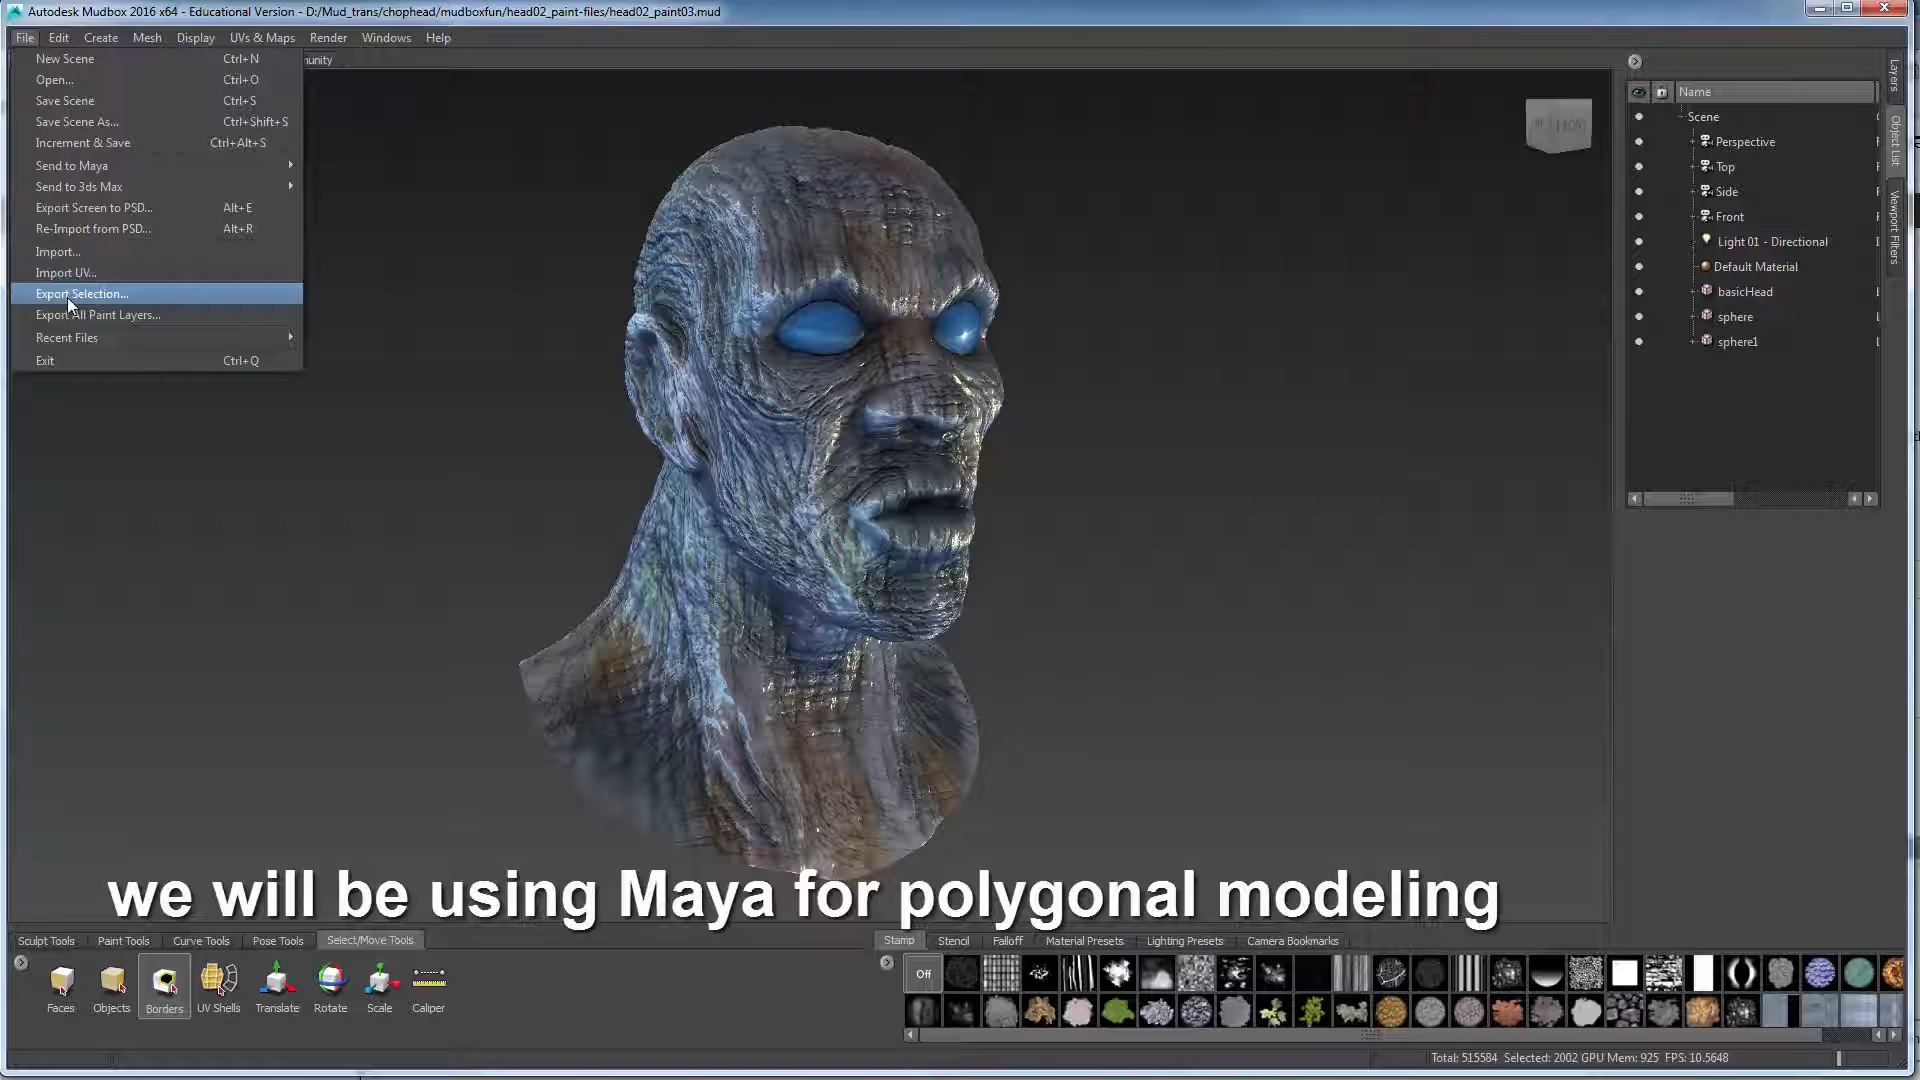 Autodesk Mudbox 2016 x64 - Educational Version - D:/Mud_trans/chophead/mudboxfun/head02_paint-files/head02_paint03.mud
File Edit Create Mesh Display UVs & Maps Render Windows Help
New Scene Ctrl+N
Open... Ctrl+O
Save Scene Ctrl+S
Save Scene As... Ctrl+Shift+S
Increment & Save Ctrl+Alt+S
Send to Maya
Send to 3ds Max
Export Screen to PSD... Alt+E
Re-Import from PSD... Alt+R
Import...
Import UV...
Export Selection...
Export All Paint Layers...
Recent Files
Exit Ctrl+Q
Name
Scene
Perspective
Top
Side
Front
Light 01 - Directional
Default Material
basicHead
sphere
sphere1
Layers
Object List
Viewport Filters
we will be using Maya for polygonal modeling
Sculpt Tools Paint Tools Curve Tools Pose Tools Select/Move Tools
Faces Objects Borders UV Shells Translate Rotate Scale Caliper
Stamp Stencil Falloff Material Presets Lighting Presets Camera Bookmarks
Off
Total: 515584 Selected: 2002 GPU Mem: 925 FPS: 10.5648